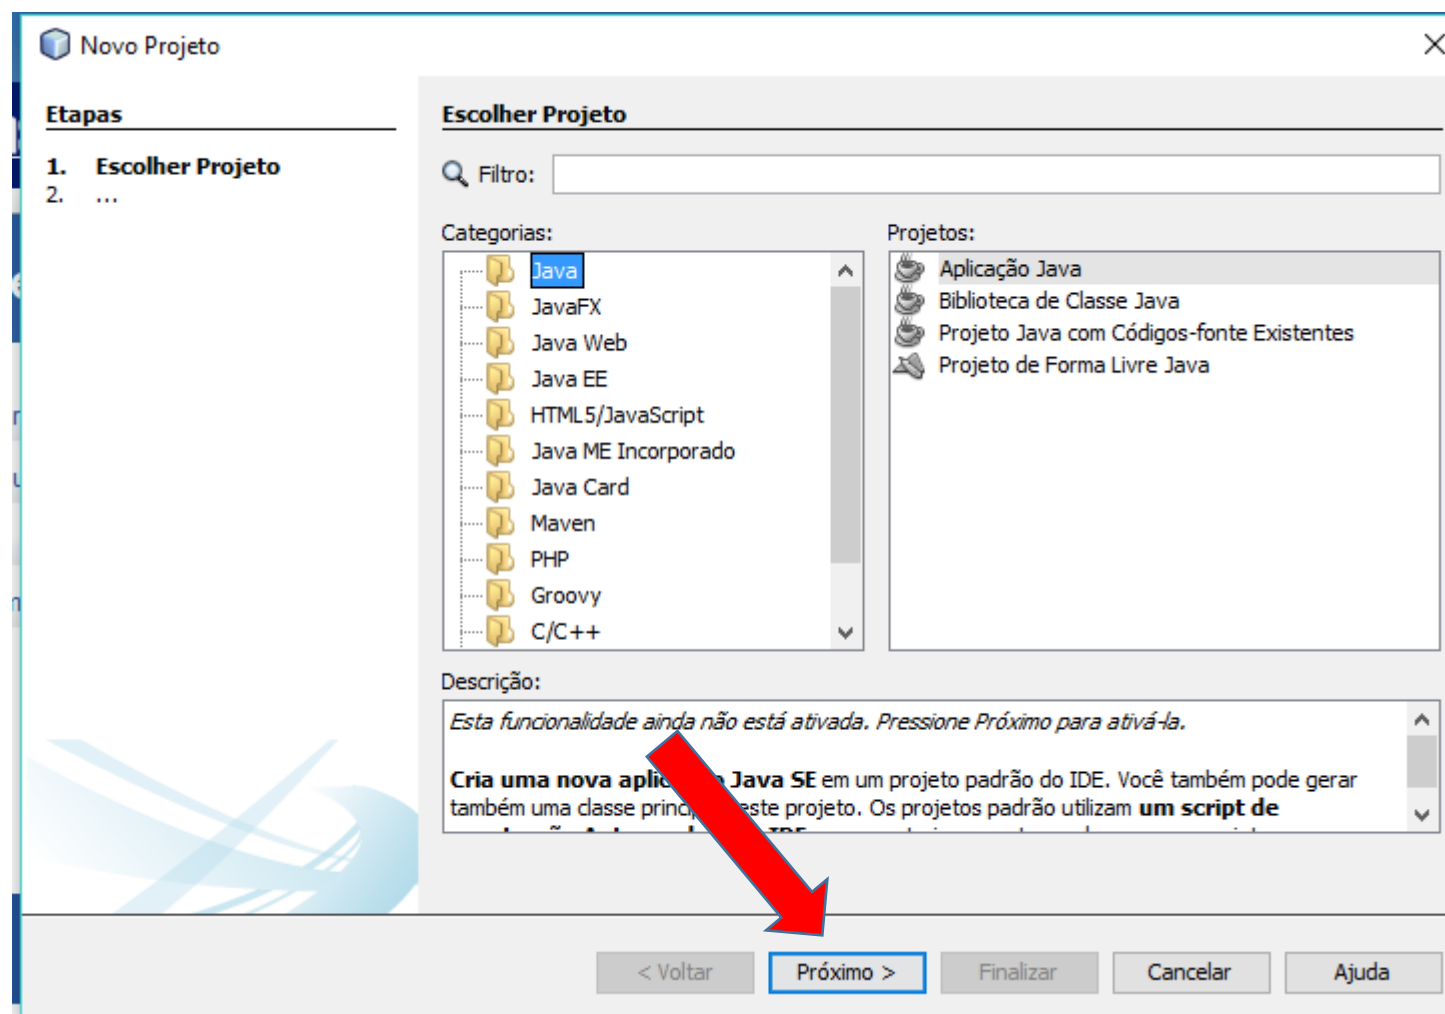 Novo Projeto
Etapas
1. Escolher Projeto
2. ...
Escolher Projeto
Filtro:
Categorias:
Java
JavaFX
Java Web
Java EE
HTML5/JavaScript
Java ME Incorporado
Java Card
Maven
PHP
Groovy
C/C++
Projetos:
Aplicação Java
Biblioteca de Classe Java
Projeto Java com Códigos-fonte Existentes
Projeto de Forma Livre Java
Descrição:
Esta funcionalidade ainda não está ativada. Pressione Próximo para ativá-la.
Cria uma nova Java SE em um projeto padrão do IDE. Você também pode gerar
também uma classe este projeto. Os projetos padrão utilizam um script de
< Voltar
Próximo >
Finalizar
Cancelar
Ajuda